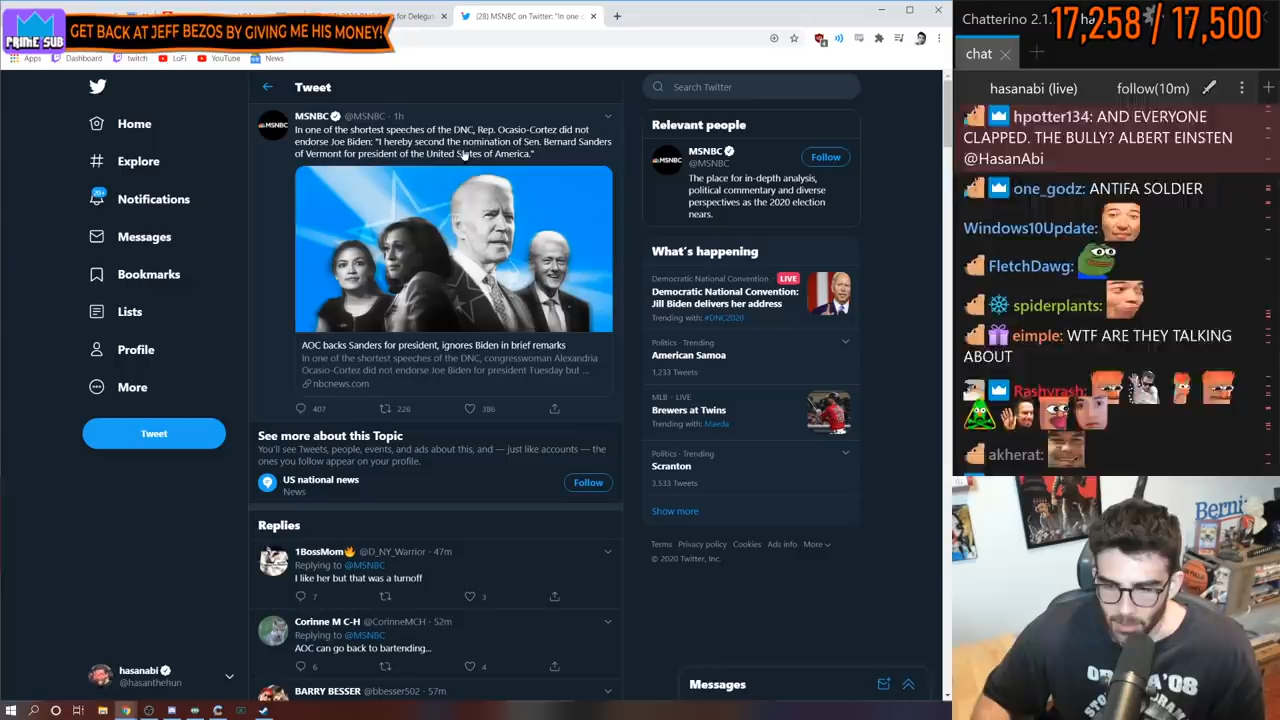 PRIME SUB
GET BACK AT JEFF BEZOS BY GIVING ME HIS MONEY!
for Delegat
(28) MSNBC on Twitter: "In one c
Apps
Dashboard
twitch
LoFi
YouTube
News
Home
Explore
20+
Notifications
Messages
Bookmarks
Lists
Profile
More
Tweet
hasanabi
@hasanthehun
Tweet
MSNBC @MSNBC · 1h
In one of the shortest speeches of the DNC, Rep. Ocasio-Cortez did not
endorse Joe Biden: "I hereby second the nomination of Sen. Bernard Sanders
of Vermont for president of the United States of America."
AOC backs Sanders for president, ignores Biden in brief remarks
In one of the shortest speeches of the DNC, congresswoman Alexandria
Ocasio-Cortez did not endorse Joe Biden for president Tuesday but ...
nbcnews.com
407
226
386
See more about this Topic
You'll see Tweets, people, events, and ads about this, and — just like accounts — the
ones you follow appear on your profile.
US national news
News
Follow
Replies
1BossMom @D_NY_Warrior · 47m
Replying to @MSNBC
I like her but that was a turnoff
7
3
Corinne M C-H @CorinneMCH · 52m
Replying to @MSNBC
AOC can go back to bartending...
6
4
BARRY BESSER @bbesser502 · 57m
Search Twitter
Relevant people
MSNBC
@MSNBC
Follow
The place for in-depth analysis,
political commentary and diverse
perspectives as the 2020 election
nears.
What's happening
Democratic National Convention · LIVE
Democratic National Convention:
Jill Biden delivers her address
Trending with: #DNC2020
Politics · Trending
American Samoa
1,233 Tweets
MLB · LIVE
Brewers at Twins
Trending with: Maeda
Politics · Trending
Scranton
3,533 Tweets
Show more
Terms Privacy policy Cookies Ads info More
© 2020 Twitter, Inc.
Messages
Chatterino 2.1.
17,258 / 17,500
chat
hasanabi (live)
follow(10m)
hpotter134: AND EVERYONE
CLAPPED. THE BULLY? ALBERT EINSTEN
@HasanAbi
one_godz: ANTIFA SOLDIER
Windows10Update:
FletchDawg:
spiderplants:
eimple: WTF ARE THEY TALKING
ABOUT
Rashyrash:
akherat:
Bernie